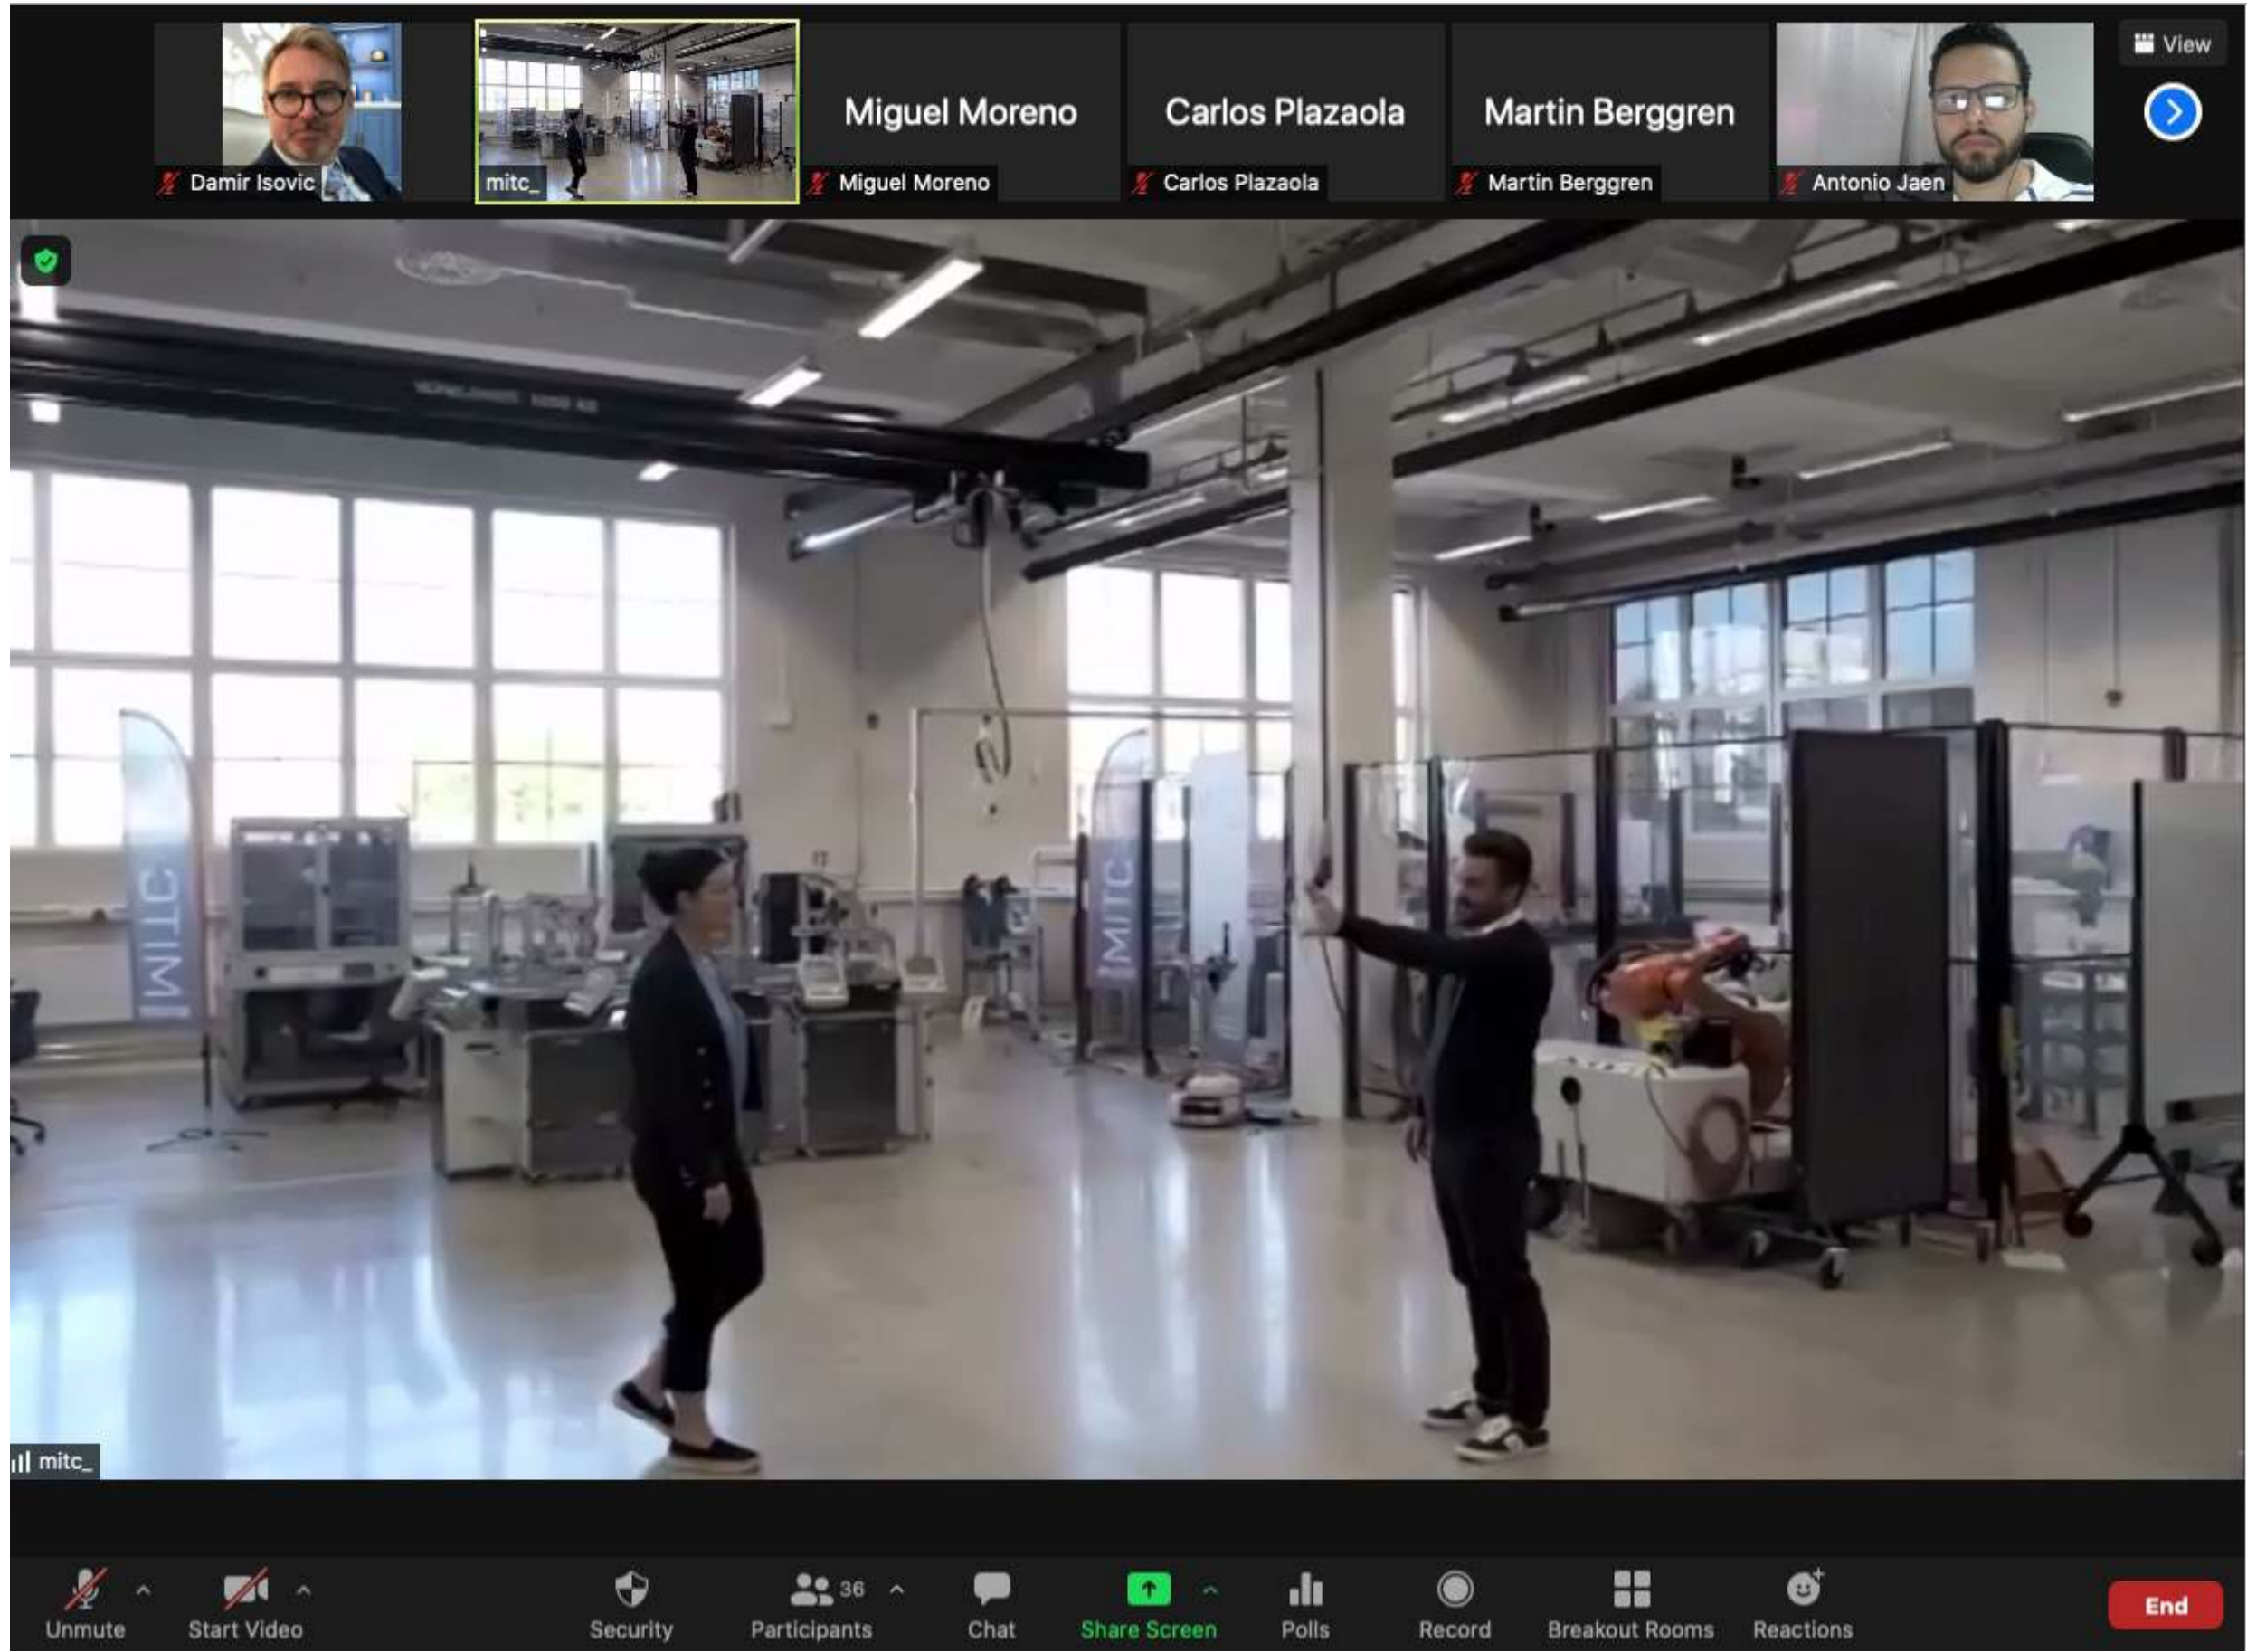 View
Miguel Moreno
Carlos Plazaola
Martin Berggren
Damir Isovic
mitc_
Miguel Moreno
Carlos Plazaola
Martin Berggren
Antonio Jaen
MITC
MITC
mitc_
36
Unmute
Start Video
Security
Participants
Chat
Share Screen
Polls
Record
Breakout Rooms
Reactions
End